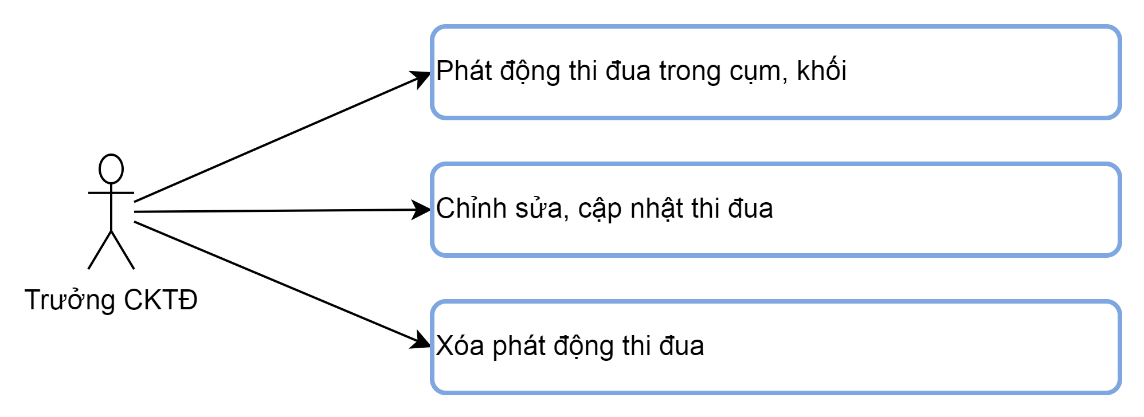 Phát động thi đua trong cụm, khối
Chỉnh sửa, cập nhật thi đua
Trưởng CKTĐ
Xóa phát động thi đua